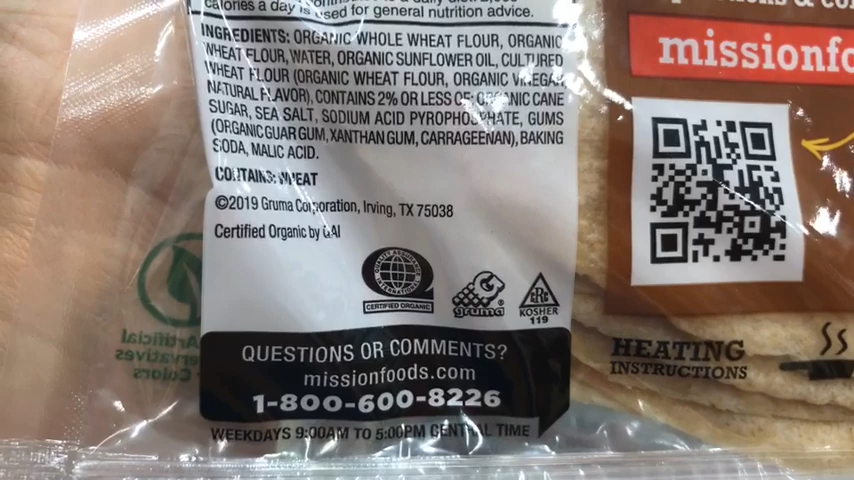 calories a day is used for general nutrition advice.
INGREDIENTS: ORGANIC WHOLE WHEAT FLOUR, ORGANIC
WHEAT FLOUR, WATER, ORGANIC SUNFLOWER OIL, CULTURED
WHEAT FLOUR (ORGANIC WHEAT FLOUR, ORGANIC VINEGAR,
NATURAL FLAVOR), CONTAINS 2% OR LESS OF: ORGANIC CANE
SUGAR, SEA SALT, SODIUM ACID PYROPHOSPHATE, GUMS
(ORGANIC GUAR GUM, XANTHAN GUM, CARRAGEENAN), BAKING
SODA, MALIC ACID.
CONTAINS: WHEAT
©2019 Gruma Corporation, Irving, TX 75038
Certified Organic by QAI
QUALITY ASSURANCE
INTERNATIONAL
CERTIFIED ORGANIC
gruma®
KOSHER
119
QUESTIONS OR COMMENTS?
missionfoods.com
1-800-600-8226
WEEKDAYS 9:00AM TO 5:00PM CENTRAL TIME
missionfo
HEATING
INSTRUCTIONS
Artificial
Colors